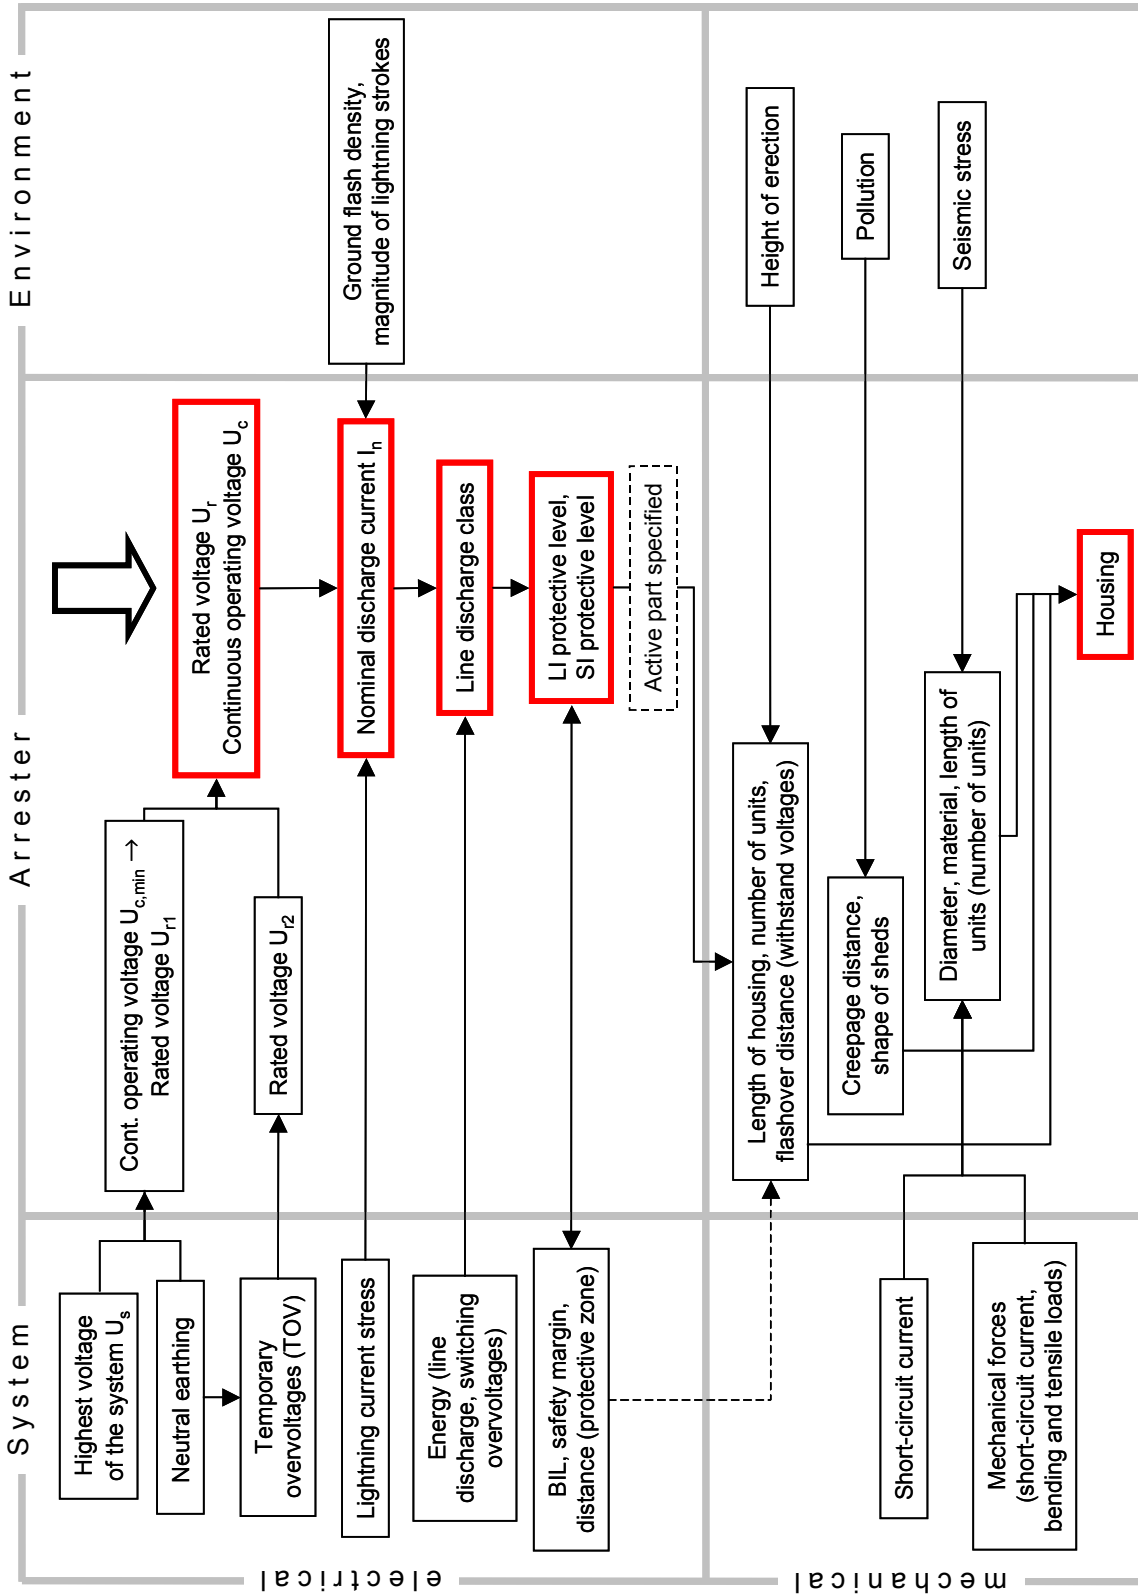 System
Arrester
Environment
electrical
mechanical
Highest voltage
of the system Us
Neutral earthing
Temporary
overvoltages (TOV)
Lightning current stress
Energy (line
discharge, switching
overvoltages)
BIL, safety margin,
distance (protective zone)
Short-circuit current
Mechanical forces
(short-circuit current,
bending and tensile loads)
Cont. operating voltage Uc,min →
Rated voltage Ur1
Rated voltage Ur2
Rated voltage Ur
Continuous operating voltage Uc
Nominal discharge current In
Line discharge class
LI protective level,
SI protective level
Active part specified
Length of housing, number of units,
flashover distance (withstand voltages)
Creepage distance,
shape of sheds
Diameter, material, length of
units (number of units)
Housing
Ground flash density,
magnitude of lightning strokes
Height of erection
Pollution
Seismic stress